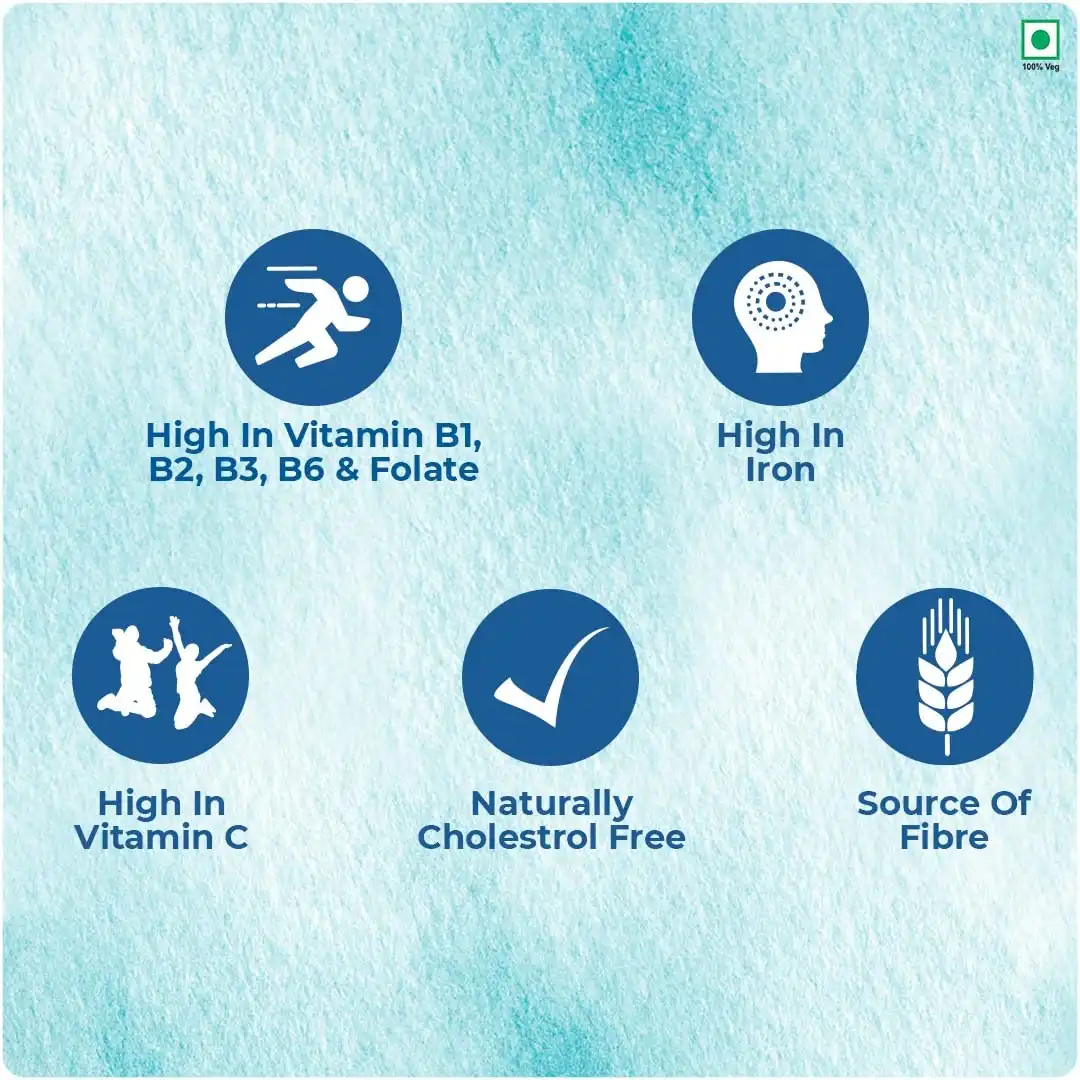 100% Veg
High In Vitamin B1,
B2, B3, B6 & Folate
High In
Iron
High In
Vitamin C
Naturally
Cholestrol Free
Source Of
Fibre